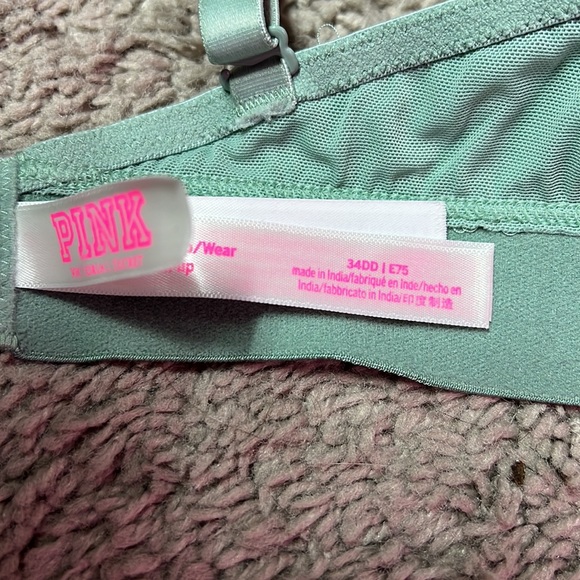 PINK
/Wear
34DD | E75
made in India/fabriqué en Inde/hecho en
India/fabbricato in India/印度制造